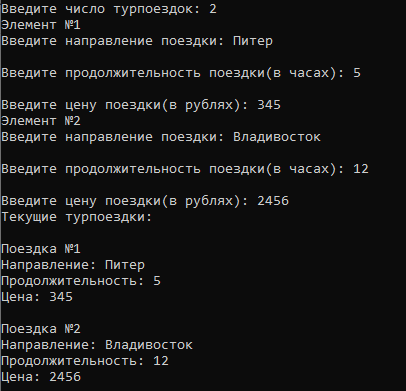 Введите число турпоездок: 2
Элемент №1
Введите направление поездки: Питер
Введите продолжительность поездки(в часах): 5
Введите цену поездки(в рублях): 345
Элемент №2
Введите направление поездки: Владивосток
Введите продолжительность поездки(в часах): 12
Введите цену поездки(в рублях): 2456
Текущие турпоездки:
Поездка №1
Направление: Питер
Продолжительность: 5
Цена: 345
Поездка №2
Направление: Владивосток
Продолжительность: 12
Цена: 2456